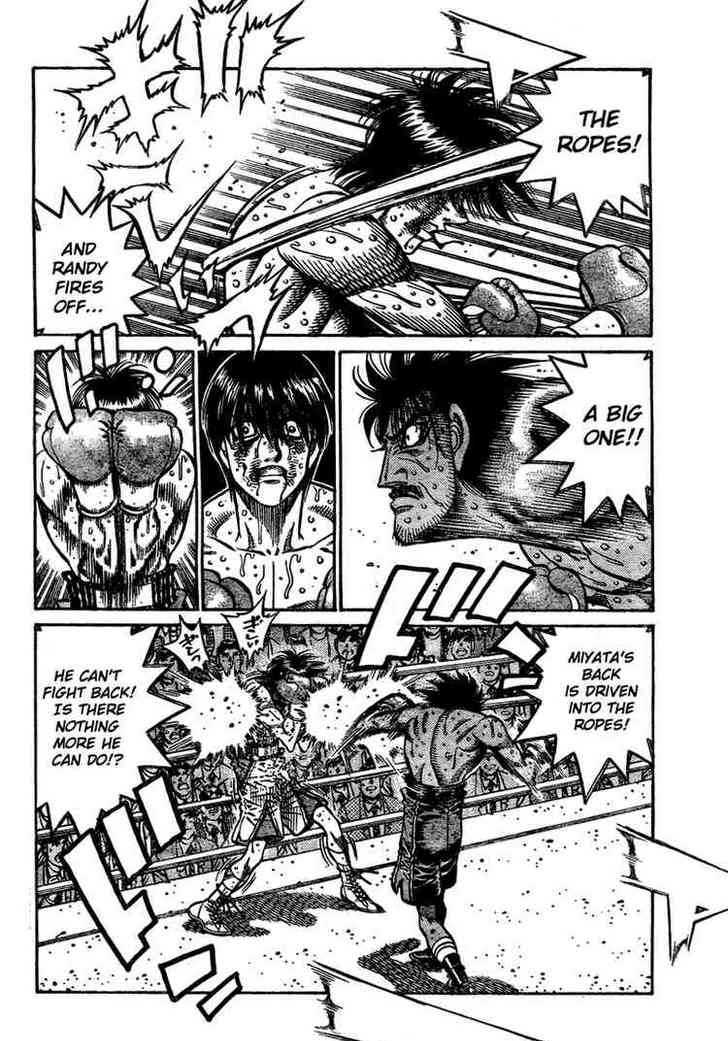 THE
ROPES!
AND
RANDY
FIRES
OFF...
A BIG
ONE!!
MIYATA'S
BACK
IS DRIVEN
INTO THE
ROPES!
HE CAN'T
FIGHT BACK!
IS THERE
NOTHING
MORE HE
CAN DO!?